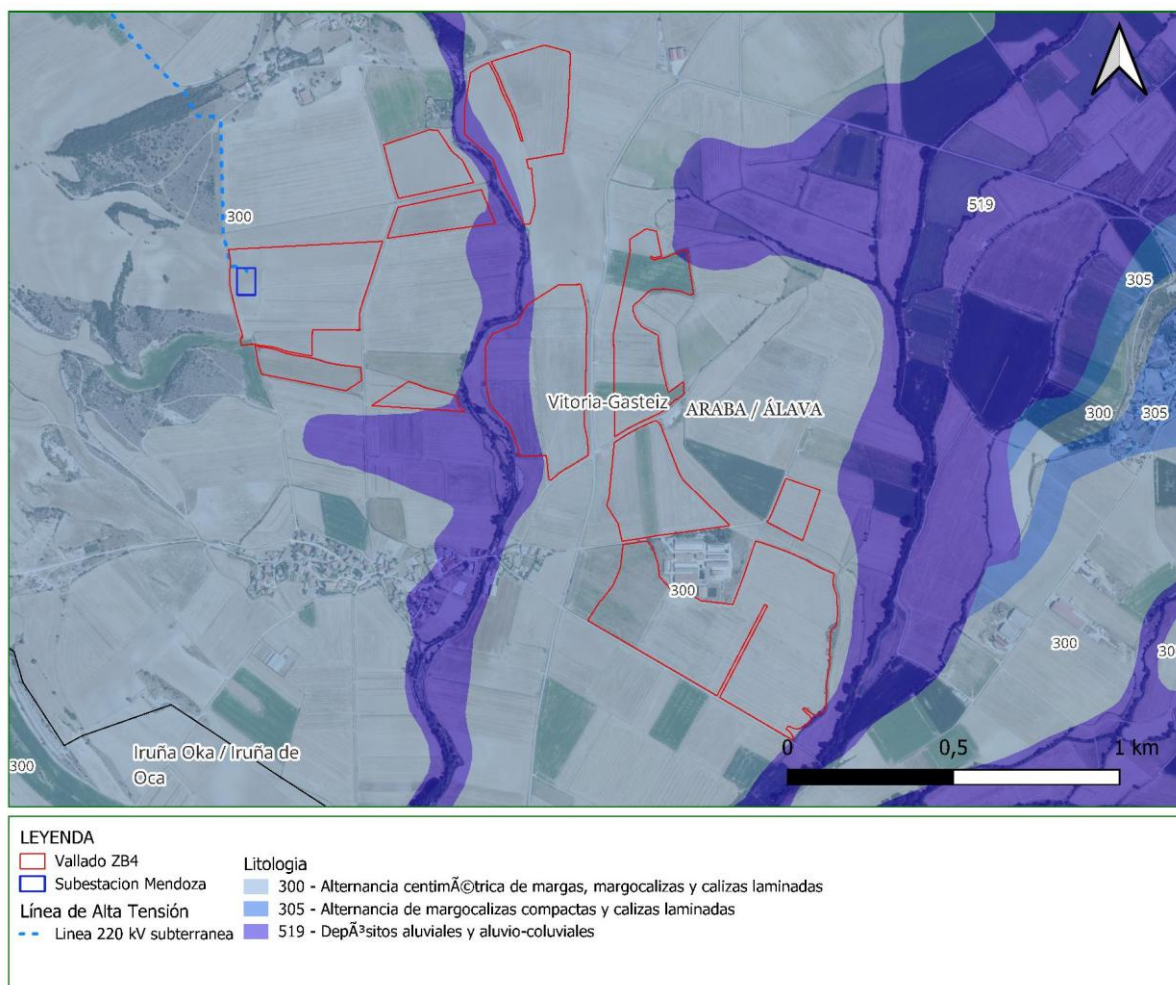 519
305
300
Vitoria-Gasteiz
ARABA / ÁLAVA
300
305
300
300
30
Iruña Oka / Iruña de
Oca
300
0
0,5
1 km
LEYENDA
Vallado ZB4
Subestacion Mendoza
Línea de Alta Tensión
Linea 220 kV subterranea
Litologia
300 - Alternancia centimÃ©trica de margas, margocalizas y calizas laminadas
305 - Alternancia de margocalizas compactas y calizas laminadas
519 - DepÃ³sitos aluviales y aluvio-coluviales